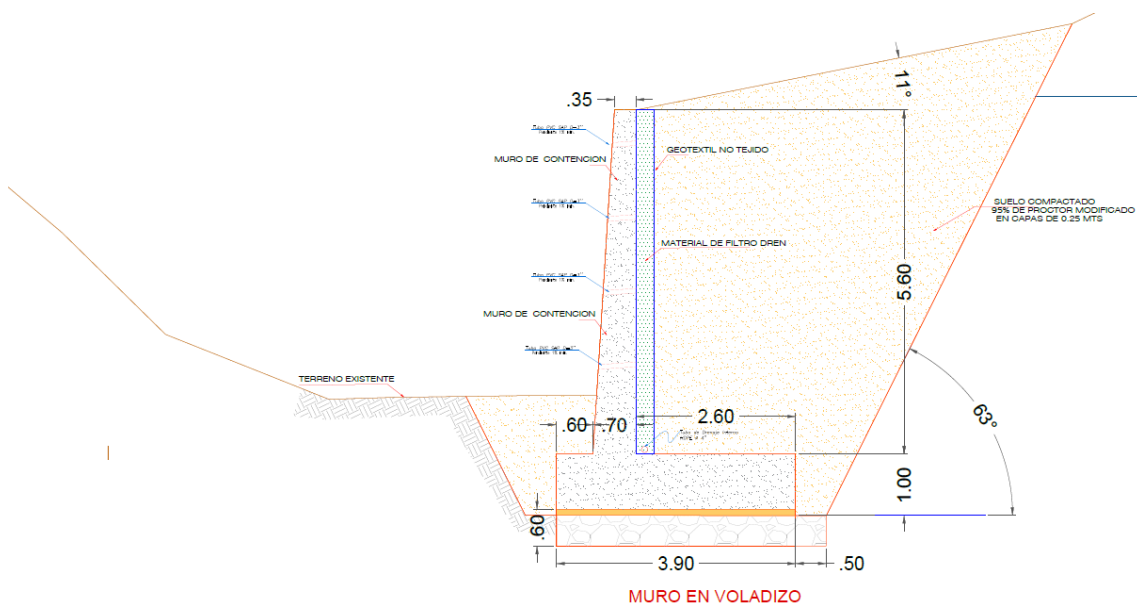 11°
.35
GEOTEXTIL NO TEJIDO
MURO DE CONTENCION
SUELO COMPACTADO
95% DE PROCTOR MODIFICADO
EN CAPAS DE 0.25 MTS
MATERIAL DE FILTRO DREN
5.60
MURO DE CONTENCION
TERRENO EXISTENTE
2.60
.60
.70
63°
1.00
.60
3.90
.50
MURO EN VOLADIZO